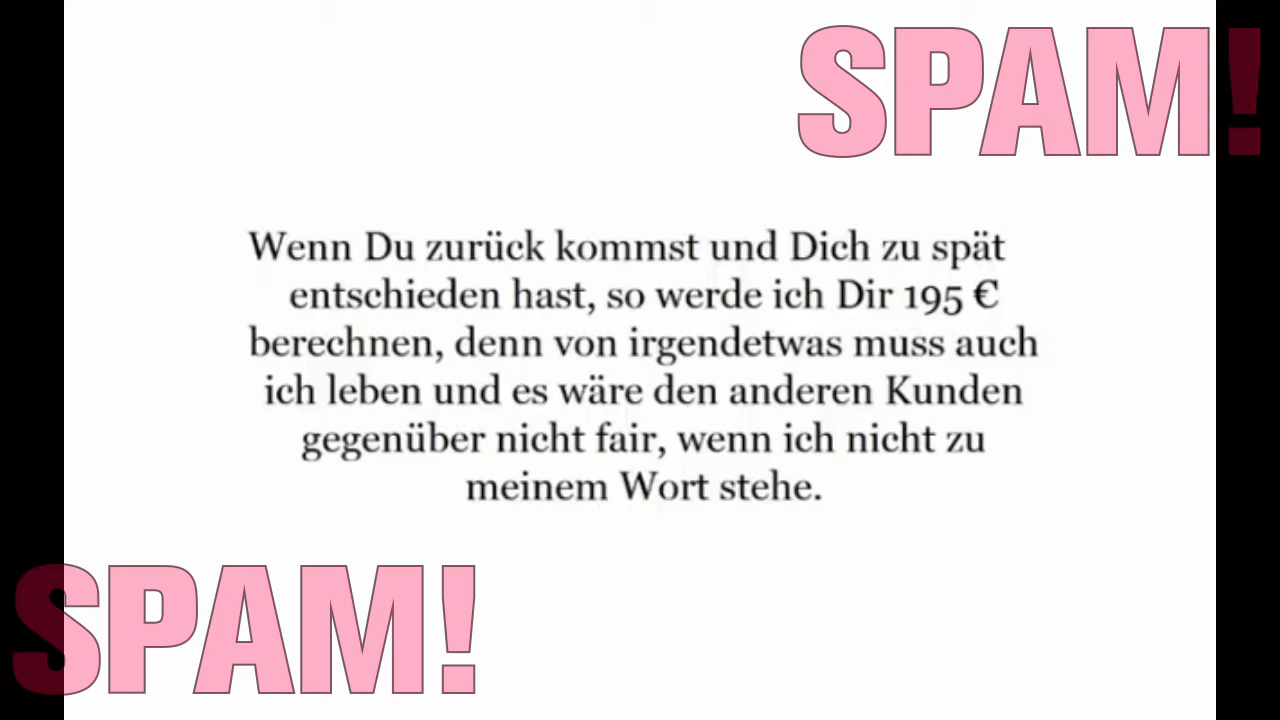 SPAM!
Wenn Du zurück kommst und Dich zu spät
entschieden hast, so werde ich Dir 195 €
berechnen, denn von irgendetwas muss auch
ich leben und es wäre den anderen Kunden
gegenüber nicht fair, wenn ich nicht zu
meinem Wort stehe.
SPAM!